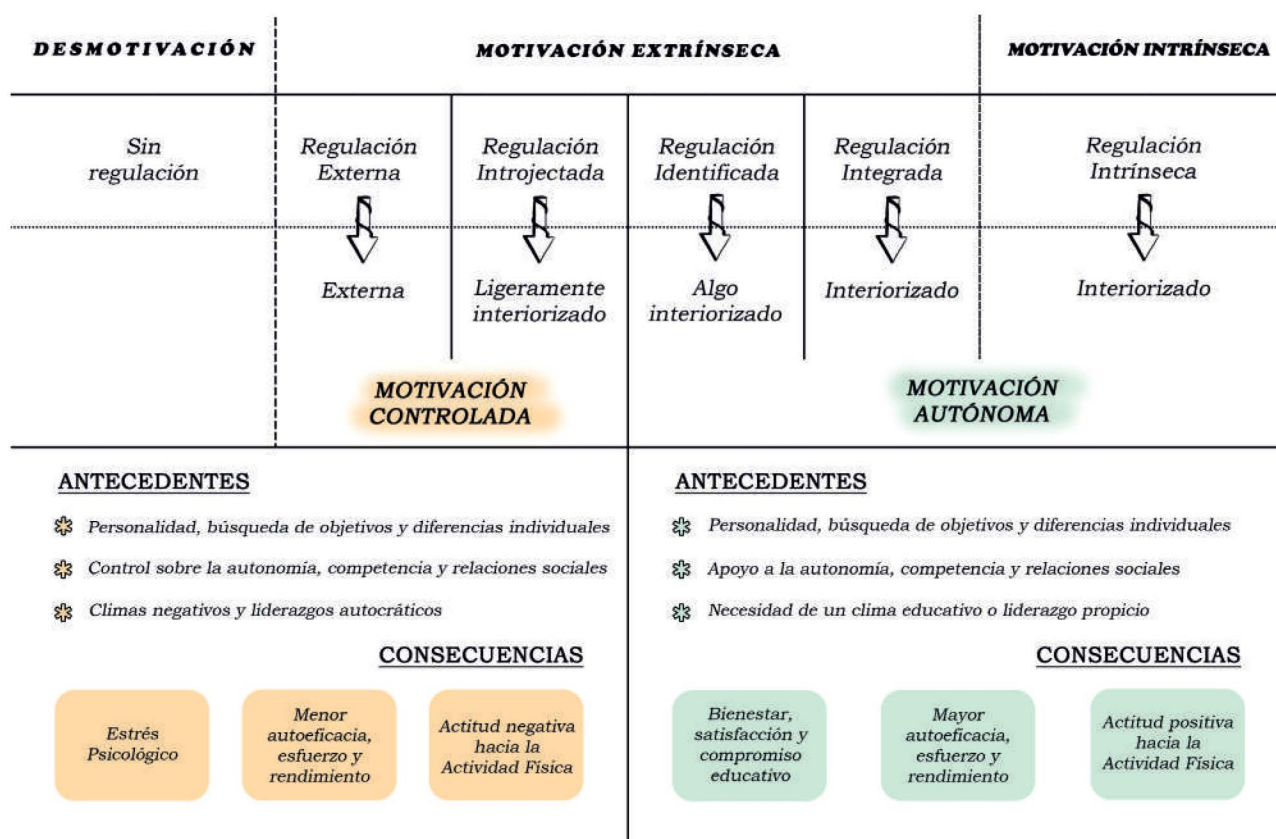 DESMOTIVACIÓN
MOTIVACIÓN EXTRÍNSECA
MOTIVACIÓN INTRÍNSECA
Sin
regulación
Regulación
Externa
Regulación
Introjectada
Regulación
Identificada
Regulación
Integrada
Regulación
Intrínseca
Externa
Ligeramente
interiorizado
Algo
interiorizado
Interiorizado
Interiorizado
MOTIVACIÓN
CONTROLADA
MOTIVACIÓN
AUTÓNOMA
ANTECEDENTES
Personalidad, búsqueda de objetivos y diferencias individuales
Control sobre la autonomía, competencia y relaciones sociales
Climas negativos y liderazgos autocráticos
CONSECUENCIAS
Estrés
Psicológico
Menor
autoeficacia,
esfuerzo y
rendimiento
Actitud negativa
hacia la
Actividad Física
ANTECEDENTES
Personalidad, búsqueda de objetivos y diferencias individuales
Apoyo a la autonomía, competencia y relaciones sociales
Necesidad de un clima educativo o liderazgo propicio
CONSECUENCIAS
Bienestar,
satisfacción y
compromiso
educativo
Mayor
autoeficacia,
esfuerzo y
rendimiento
Actitud positiva
hacia la
Actividad Física